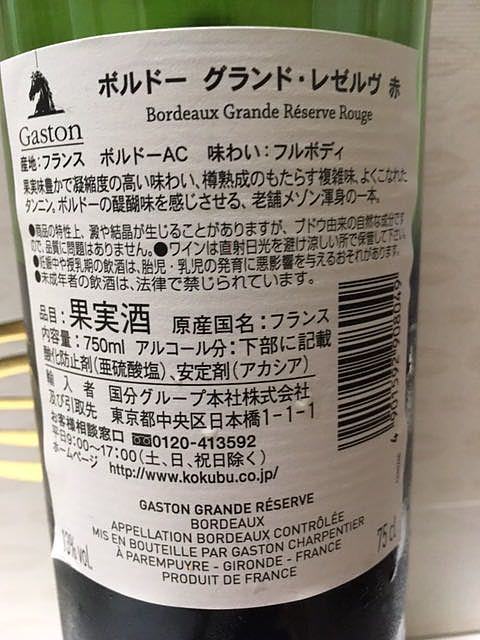 Gaston
ボルドー グランド・レゼルヴ 赤
Bordeaux Grande Réserve Rouge
産地：フランス ボルドーAC 味わい：フルボディ
果実味豊かで凝縮度の高い味わい、樽熟成のもたらす複雑味、よくこなれた
タンニン。ボルドーの醍醐味を感じさせる、老舗メゾン渾身の一本。
●商品の特性上、澱や結晶が生じることがありますが、ブドウ由来の自然な成分です
ので、品質に問題はありません。●ワインは直射日光を避け涼しい所で保管して下さい。
●妊娠中や授乳期の飲酒は、胎児・乳児の発育に悪影響を与えるおそれがあります。
●未成年者の飲酒は、法律で禁じられています。
品目：果実酒 原産国名：フランス
内容量：750ml アルコール分：下部に記載
酸化防止剤(亜硫酸塩)、安定剤(アカシア)
輸入者 国分グループ本社株式会社
及び引取先 東京都中央区日本橋1-1-1
お客様相談窓口 0120-413592
平日9:00〜17:00(土、日、祝日除く)
ホームページ http://www.kokubu.co.jp/
4 901592 908049
GASTON GRANDE RÉSERVE
BORDEAUX
APPELLATION BORDEAUX CONTRÔLÉE
MIS EN BOUTEILLE PAR GASTON CHARPENTIER
À PAREMPUYRE - GIRONDE - FRANCE
PRODUIT DE FRANCE
13% vol.
75 cl